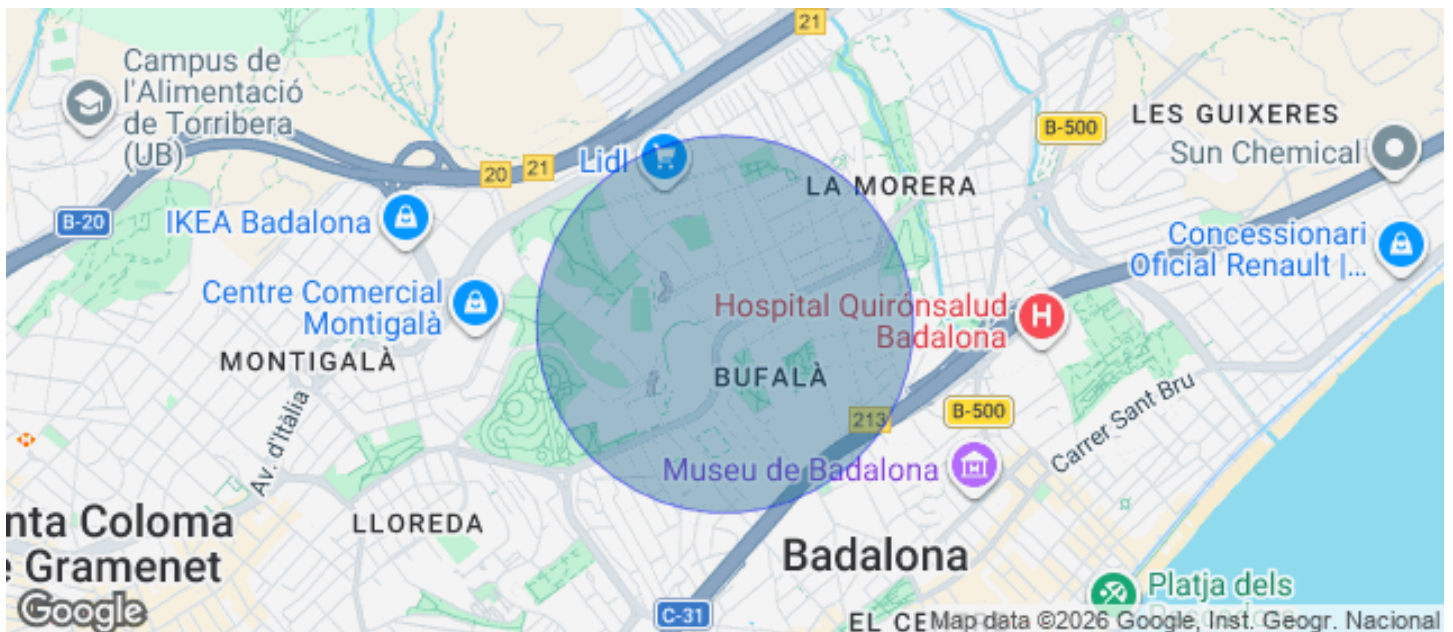 21
Campus de
l'Alimentació
de Torribera
(UB)
LES GUIXERES
B-500
Sun Chemical
Lidl
20
21
LA MORERA
B-20
IKEA Badalona
Concessionari
Oficial Renault |...
Centre Comercial
Montigalà
Hospital Quirónsalud
Badalona
H
MONTIGALÀ
BUFALÀ
Av. d'Itàlia
213
B-500
Carrer Sant Bru
Museu de Badalona
LLOREDA
nta Coloma
Gramenet
Badalona
Platja dels
Google
C-31
EL CE
Map data ©2026 Google, Inst. Geogr. Nacional